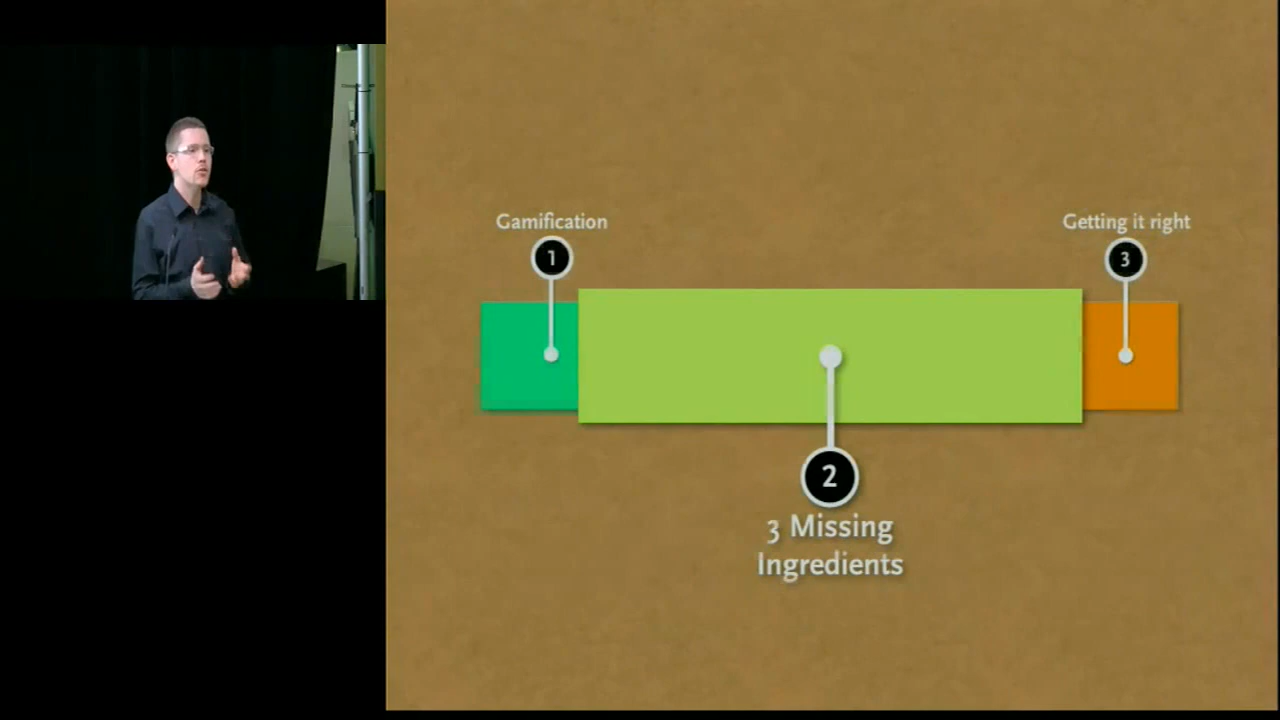 Gamification
1
Getting it right
3
2
3 Missing
Ingredients